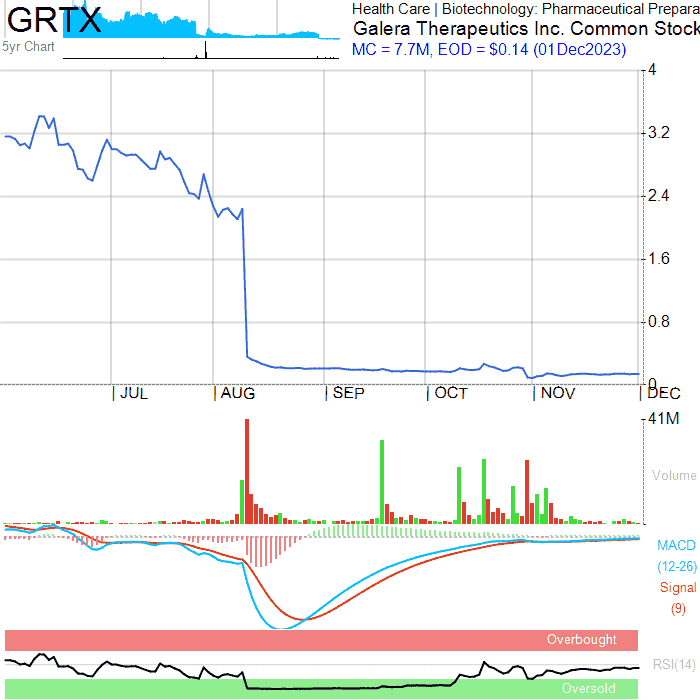 GRTX
Health Care | Biotechnology: Pharmaceutical Prepara
Galera Therapeutics Inc. Common Stock
5yr Chart
MC = 7.7M, EOD = $0.14 (01Dec2023)
4
3.2
2.4
1.6
0.8
0
JUL AUG SEP OCT NOV DEC
41M
Volume
MACD
(12-26)
Signal
(9)
Overbought
RSI(14)
Oversold